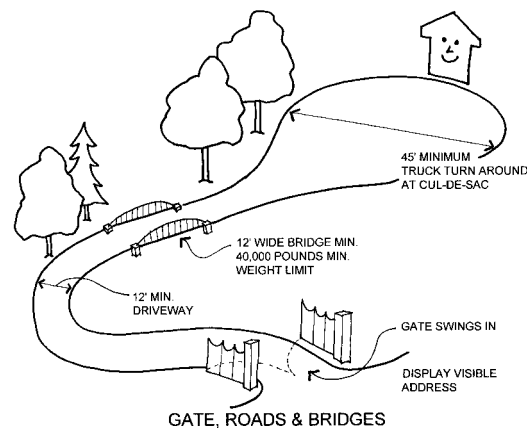 45' MINIMUM
TRUCK TURN AROUND
AT CUL-DE-SAC
12' WIDE BRIDGE MIN.
40,000 POUNDS MIN.
WEIGHT LIMIT
12' MIN.
DRIVEWAY
GATE SWINGS IN
DISPLAY VISIBLE
ADDRESS
GATE, ROADS & BRIDGES